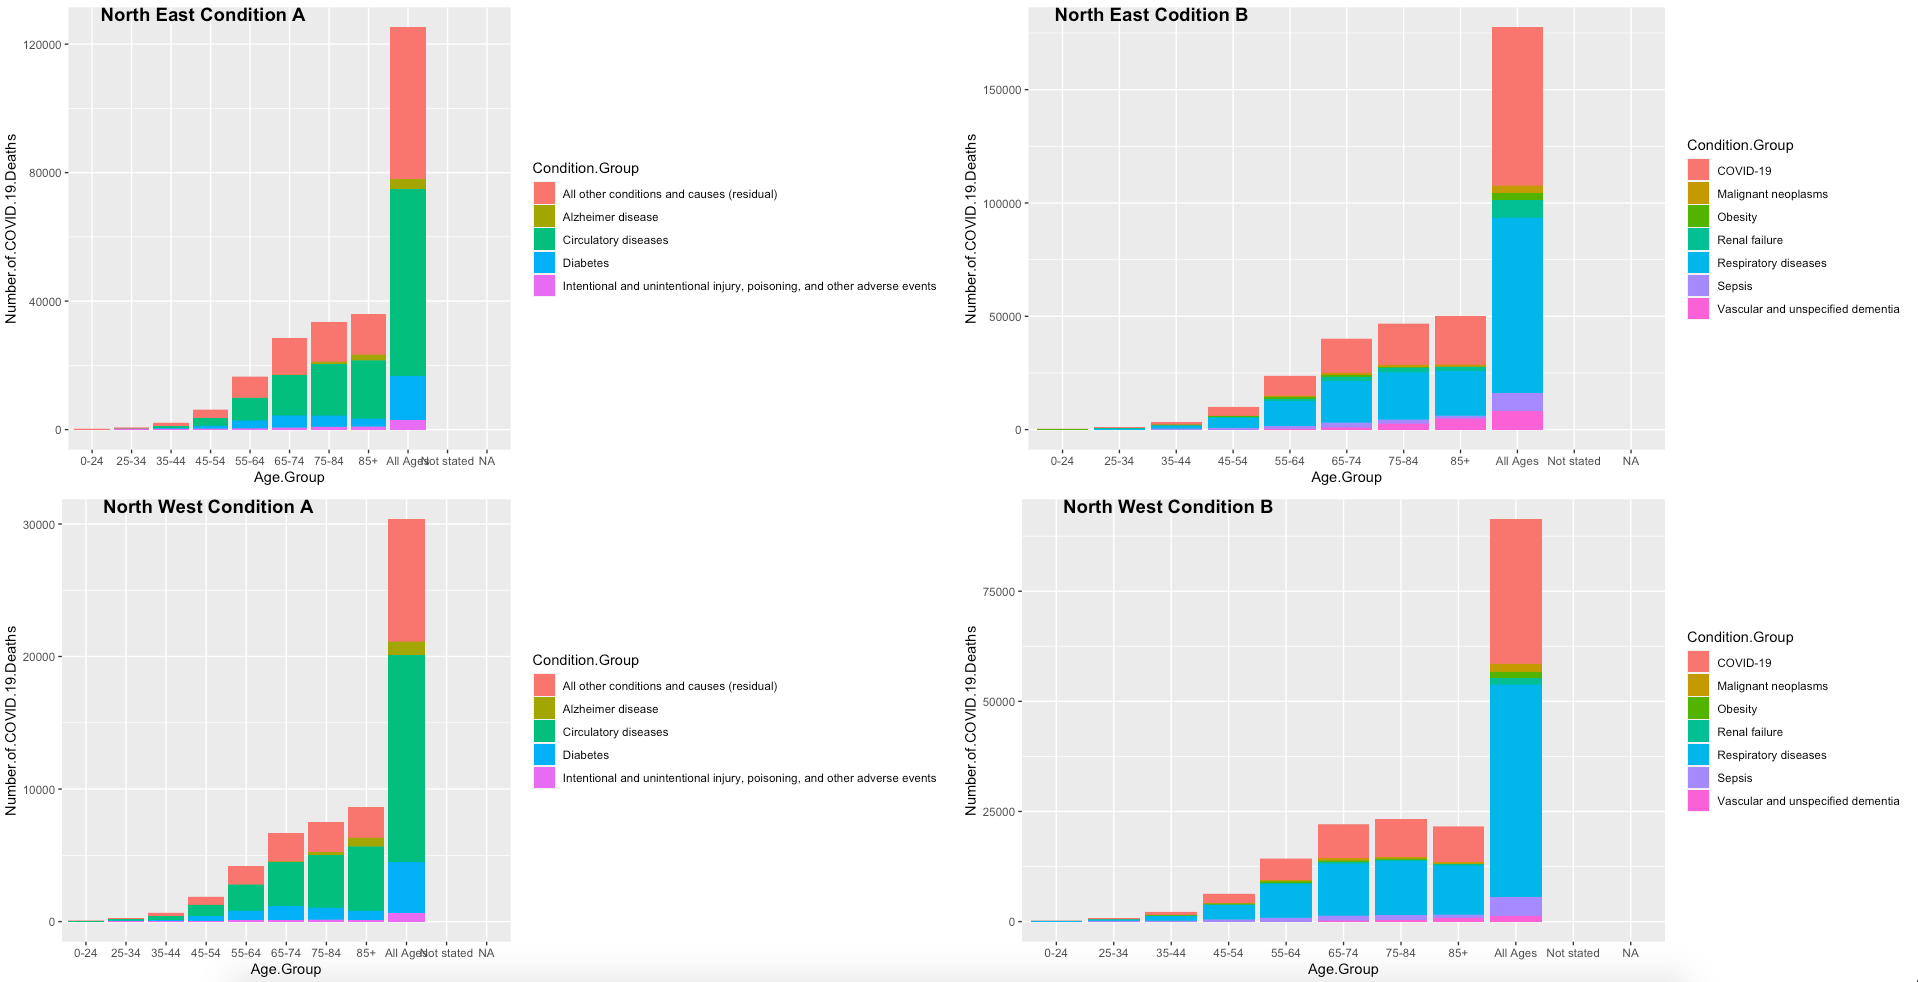 North East Condition A
Number.of.COVID.19.Deaths
120000
80000
40000
0
0-24 25-34 35-44 45-54 55-64 65-74 75-84 85+ All Ages Not stated NA
Age.Group
Condition.Group
All other conditions and causes (residual)
Alzheimer disease
Circulatory diseases
Diabetes
Intentional and unintentional injury, poisoning, and other adverse events
North East Codition B
Number.of.COVID.19.Deaths
150000
100000
50000
0
0-24 25-34 35-44 45-54 55-64 65-74 75-84 85+ All Ages Not stated NA
Age.Group
Condition.Group
COVID-19
Malignant neoplasms
Obesity
Renal failure
Respiratory diseases
Sepsis
Vascular and unspecified dementia
North West Condition A
Number.of.COVID.19.Deaths
30000
20000
10000
0
0-24 25-34 35-44 45-54 55-64 65-74 75-84 85+ All Ages Not stated NA
Age.Group
Condition.Group
All other conditions and causes (residual)
Alzheimer disease
Circulatory diseases
Diabetes
Intentional and unintentional injury, poisoning, and other adverse events
North West Condition B
Number.of.COVID.19.Deaths
75000
50000
25000
0
0-24 25-34 35-44 45-54 55-64 65-74 75-84 85+ All Ages Not stated NA
Age.Group
Condition.Group
COVID-19
Malignant neoplasms
Obesity
Renal failure
Respiratory diseases
Sepsis
Vascular and unspecified dementia